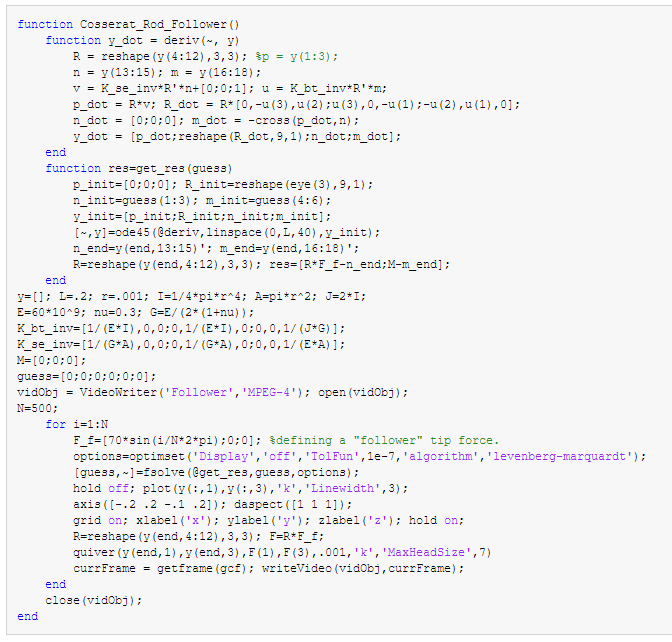 function Cosserat_Rod_Follower()
    function y_dot = deriv(~, y)
        R = reshape(y(4:12),3,3); %p = y(1:3);
        n = y(13:15); m = y(16:18);
        v = K_se_inv*R'*n+[0;0;1]; u = K_bt_inv*R'*m;
        p_dot = R*v; R_dot = R*[0,-u(3),u(2);u(3),0,-u(1);-u(2),u(1),0];
        n_dot = [0;0;0]; m_dot = -cross(p_dot,n);
        y_dot = [p_dot;reshape(R_dot,9,1);n_dot;m_dot];
    end
    function res=get_res(guess)
        p_init=[0;0;0]; R_init=reshape(eye(3),9,1);
        n_init=guess(1:3); m_init=guess(4:6);
        y_init=[p_init;R_init;n_init;m_init];
        [~,y]=ode45(@deriv,linspace(0,L,40),y_init);
        n_end=y(end,13:15)'; m_end=y(end,16:18)';
        R=reshape(y(end,4:12),3,3); res=[R*F_f-n_end;M-m_end];
    end
y=[]; L=.2; r=.001; I=1/4*pi*r^4; A=pi*r^2; J=2*I;
E=60*10^9; nu=0.3; G=E/(2*(1+nu));
K_bt_inv=[1/(E*I),0,0;0,1/(E*I),0;0,0,1/(J*G)];
K_se_inv=[1/(G*A),0,0;0,1/(G*A),0;0,0,1/(E*A)];
M=[0;0;0];
guess=[0;0;0;0;0;0];
vidObj = VideoWriter('Follower','MPEG-4'); open(vidObj);
N=500;
    for i=1:N
        F_f=[70*sin(i/N*2*pi);0;0]; %defining a "follower" tip force.
        options=optimset('Display','off','TolFun',1e-7,'algorithm','levenberg-marquardt');
        [guess,~]=fsolve(@get_res,guess,options);
        hold off; plot(y(:,1),y(:,3),'k','Linewidth',3);
        axis([-.2 .2 -.1 .2]); daspect([1 1 1]);
        grid on; xlabel('x'); ylabel('y'); zlabel('z'); hold on;
        R=reshape(y(end,4:12),3,3); F=R*F_f;
        quiver(y(end,1),y(end,3),F(1),F(3),.001,'k','MaxHeadSize',7)
        currFrame = getframe(gcf); writeVideo(vidObj,currFrame);
    end
    close(vidObj);
end